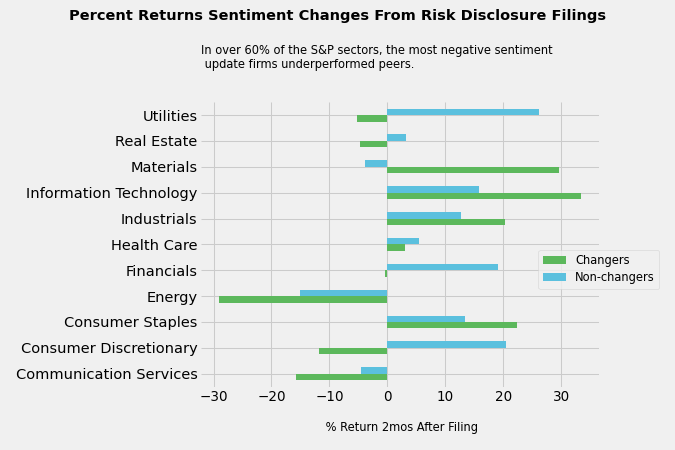 Percent Returns Sentiment Changes From Risk Disclosure Filings
In over 60% of the S&P sectors, the most negative sentiment
update firms underperformed peers.
Utilities
Real Estate
Materials
Information Technology
Industrials
Health Care
Financials
Energy
Consumer Staples
Consumer Discretionary
Communication Services
Changers
Non-changers
−30 −20 −10 0 10 20 30
% Return 2mos After Filing